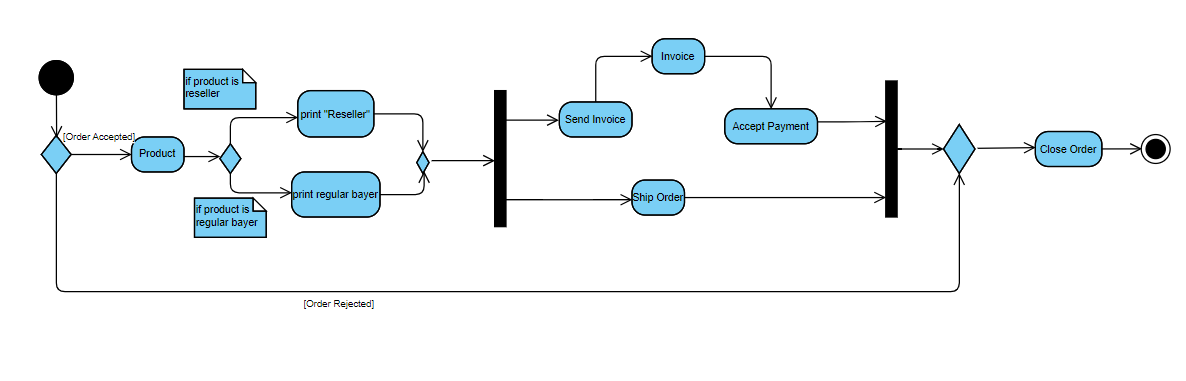 [Order Accepted]
Product
if product is
reseller
print "Reseller"
if product is
regular bayer
print regular bayer
Send Invoice
Invoice
Accept Payment
Ship Order
Close Order
[Order Rejected]